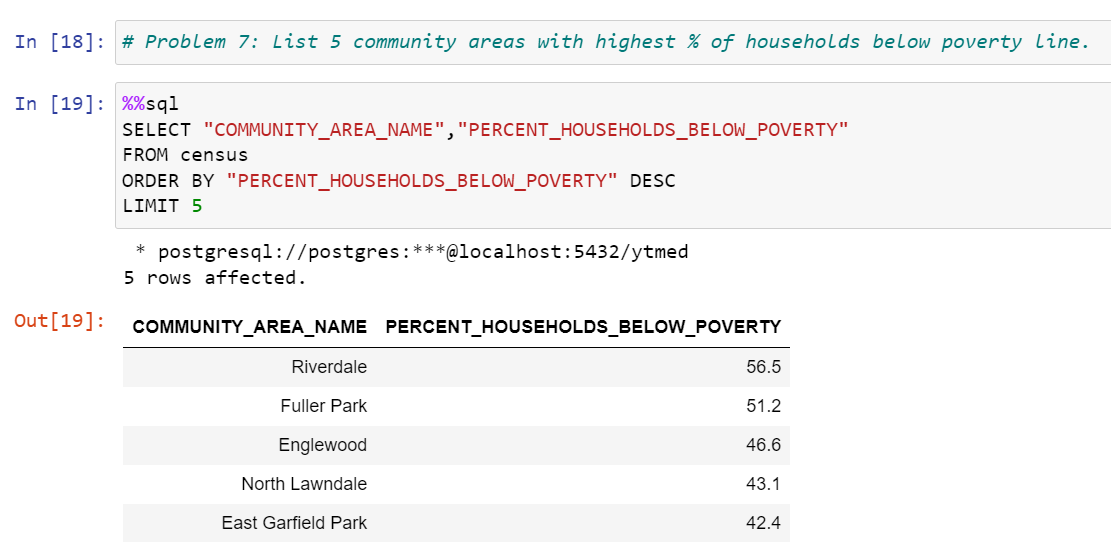 In [18]: # Problem 7: List 5 community areas with highest % of households below poverty line.
In [19]: %%sql
SELECT "COMMUNITY_AREA_NAME","PERCENT_HOUSEHOLDS_BELOW_POVERTY"
FROM census
ORDER BY "PERCENT_HOUSEHOLDS_BELOW_POVERTY" DESC
LIMIT 5
* postgresql://postgres:***@localhost:5432/ytmed
5 rows affected.
Out[19]: COMMUNITY_AREA_NAME PERCENT_HOUSEHOLDS_BELOW_POVERTY
Riverdale 56.5
Fuller Park 51.2
Englewood 46.6
North Lawndale 43.1
East Garfield Park 42.4